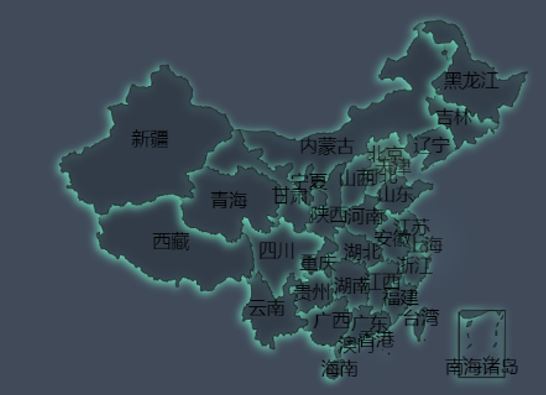 黑龙江
吉林
新疆
内蒙古
辽宁
北京
天津
宁夏
山西
河北
甘肃
青海
山东
陕西
河南
江苏
西藏
安徽
上海
四川
湖北
重庆
浙江
贵州
湖南
江西
福建
云南
广西
广东
台湾
香港
澳门
海南
南海诸岛